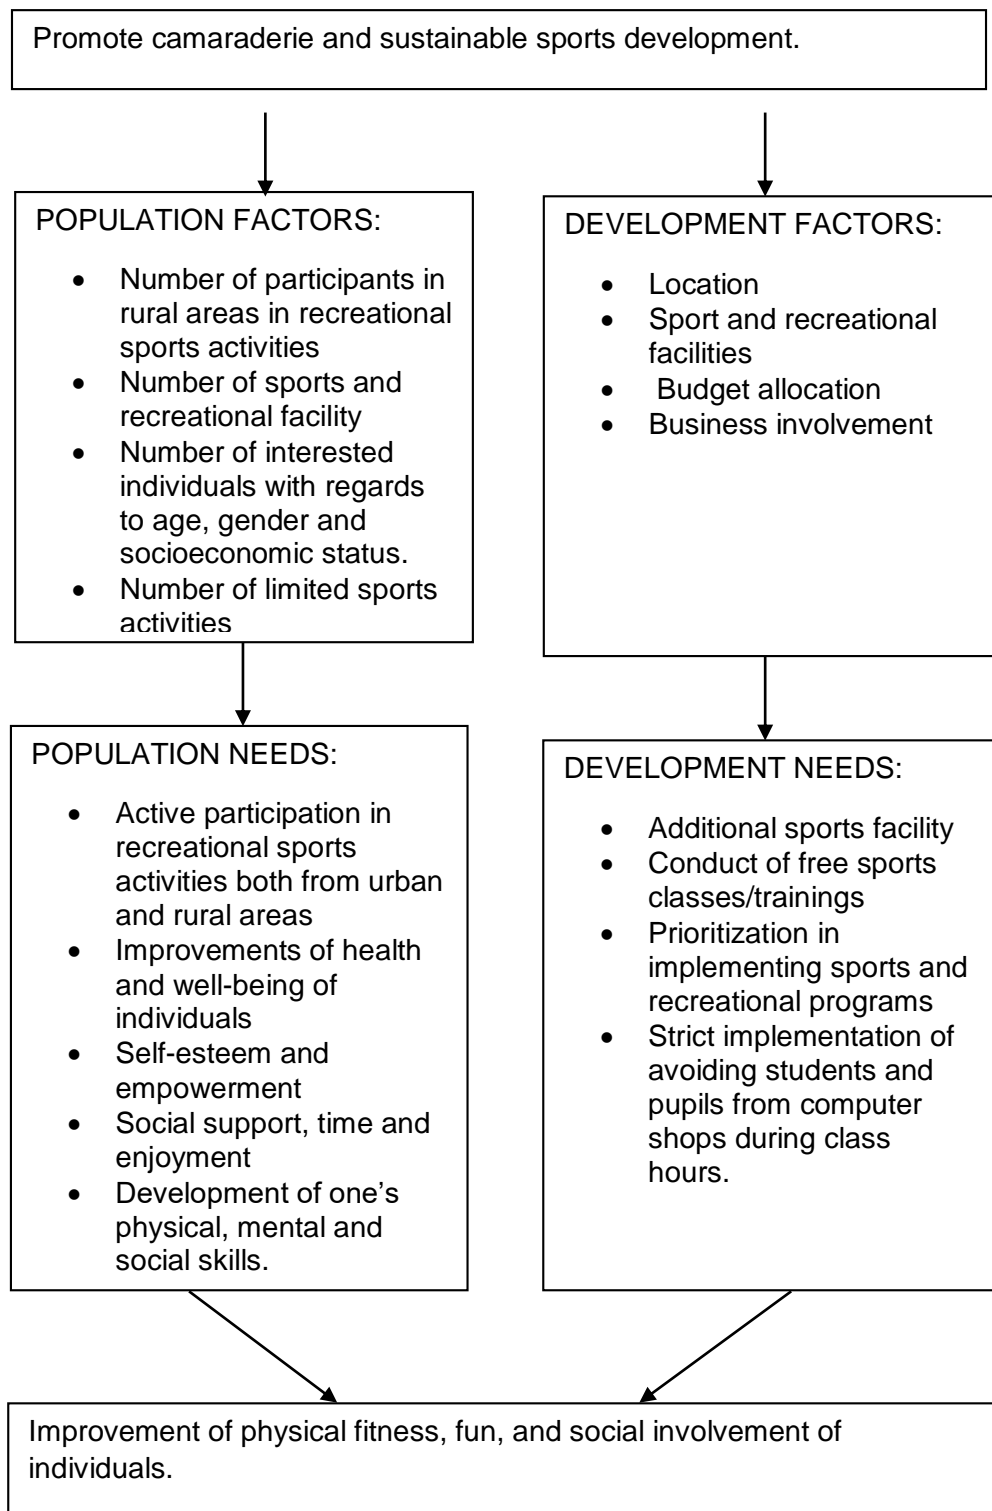 Promote camaraderie and sustainable sports development.
POPULATION FACTORS:
• Number of participants in
rural areas in recreational
sports activities
• Number of sports and
recreational facility
• Number of interested
individuals with regards
to age, gender and
socioeconomic status.
• Number of limited sports
activities
DEVELOPMENT FACTORS:
• Location
• Sport and recreational
facilities
• Budget allocation
• Business involvement
POPULATION NEEDS:
• Active participation in
recreational sports
activities both from urban
and rural areas
• Improvements of health
and well-being of
individuals
• Self-esteem and
empowerment
• Social support, time and
enjoyment
• Development of one’s
physical, mental and
social skills.
DEVELOPMENT NEEDS:
• Additional sports facility
• Conduct of free sports
classes/trainings
• Prioritization in
implementing sports and
recreational programs
• Strict implementation of
avoiding students and
pupils from computer
shops during class
hours.
Improvement of physical fitness, fun, and social involvement of
individuals.